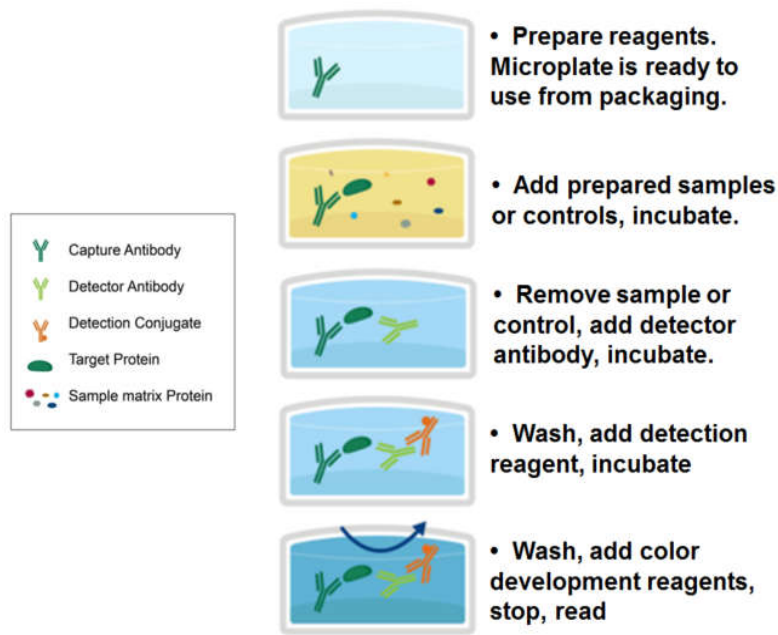 • Prepare reagents.
Microplate is ready to
use from packaging.
• Add prepared samples
or controls, incubate.
Capture Antibody
Detector Antibody
Detection Conjugate
Target Protein
Sample matrix Protein
• Remove sample or
control, add detector
antibody, incubate.
• Wash, add detection
reagent, incubate
• Wash, add color
development reagents,
stop, read